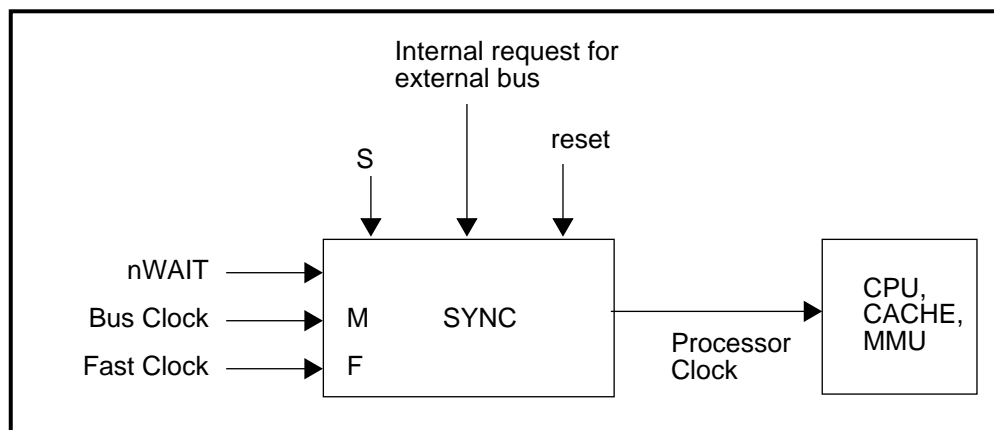 Internal request for
external bus
reset
S
nWAIT
Bus Clock
Fast Clock
M
F
SYNC
Processor
Clock
CPU,
CACHE,
MMU